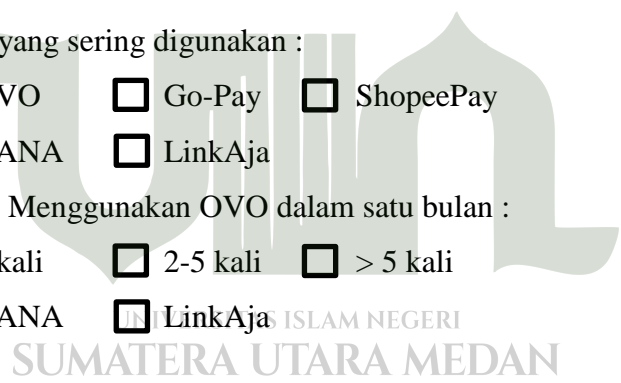 yang sering digunakan :
VO ☐ Go-Pay ☐ ShopeePay
ANA ☐ LinkAja
Menggunakan OVO dalam satu bulan :
kali ☐ 2-5 kali ☐ > 5 kali
ANA ☐ LinkAja
UNIVERSITAS ISLAM NEGERI
SUMATERA UTARA MEDAN